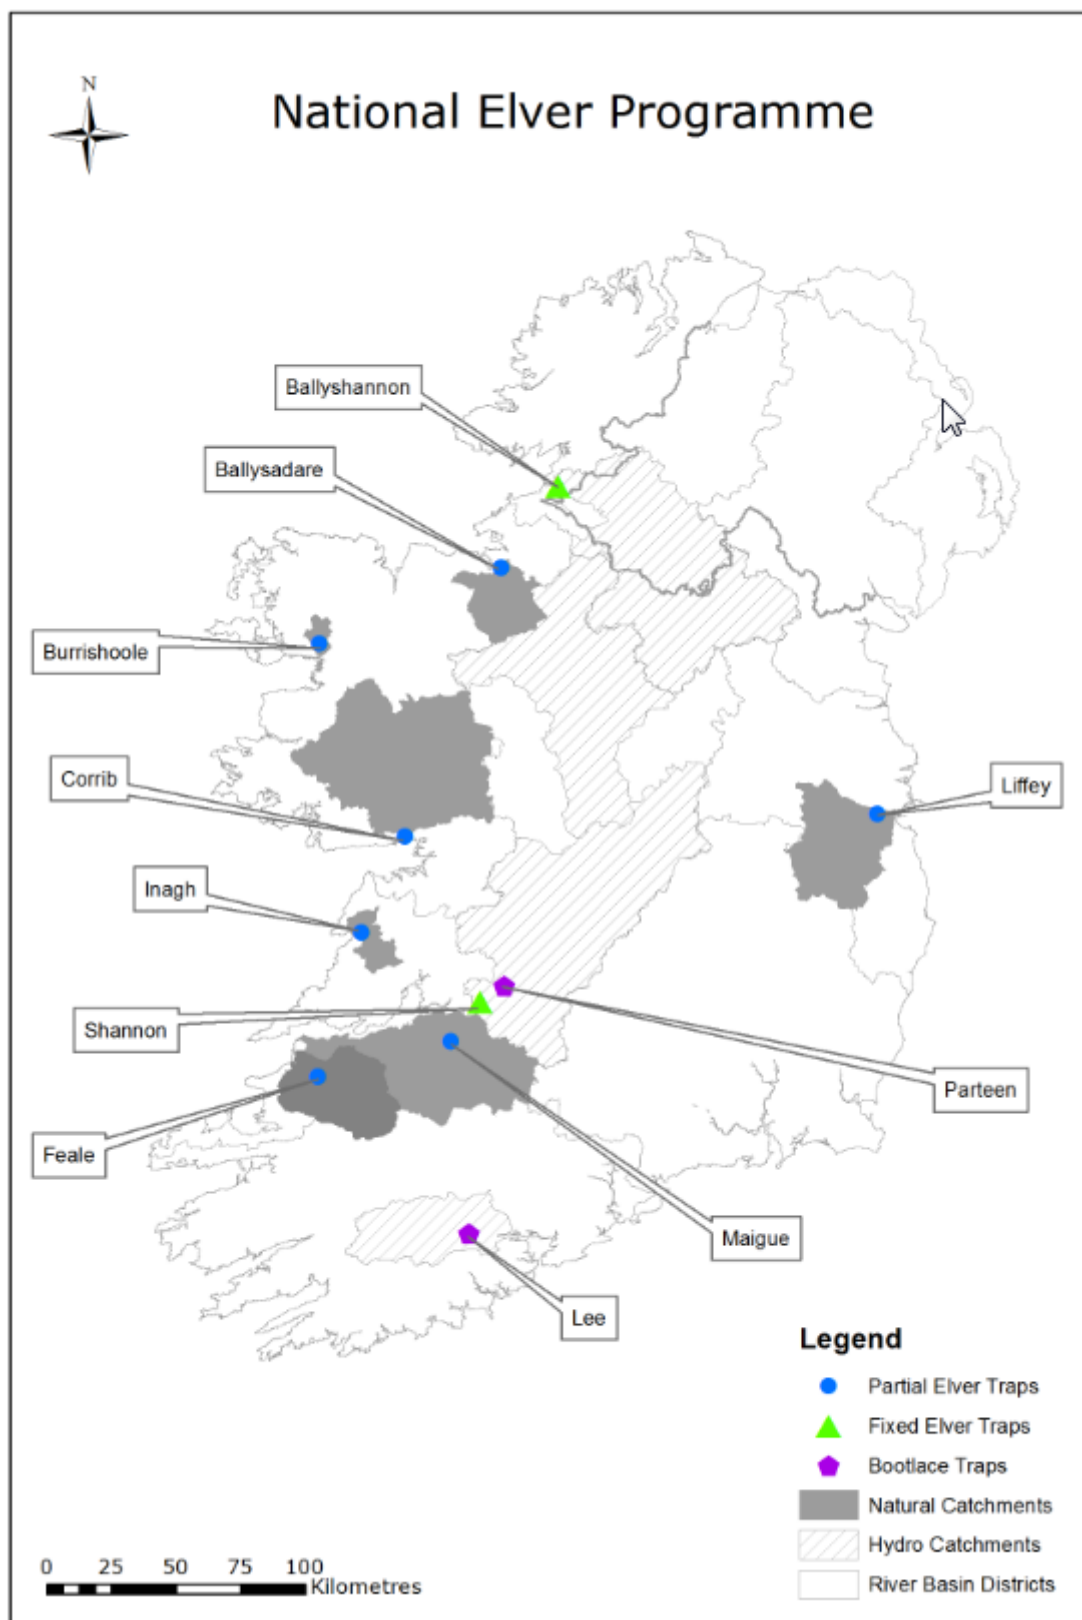 N
National Elver Programme
Ballyshannon
Ballysadare
Burrishoole
Corrib
Liffey
Inagh
Shannon
Parteen
Feale
Maigue
Lee
Legend
Partial Elver Traps
Fixed Elver Traps
Bootlace Traps
Natural Catchments
Hydro Catchments
River Basin Districts
0 25 50 75 100
Kilometres